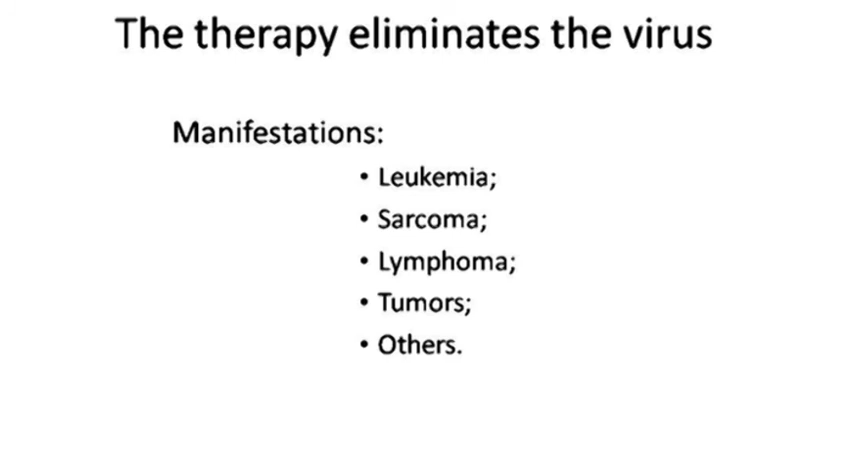 The therapy eliminates the virus
Manifestations:
• Leukemia;
• Sarcoma;
• Lymphoma;
• Tumors;
• Others.